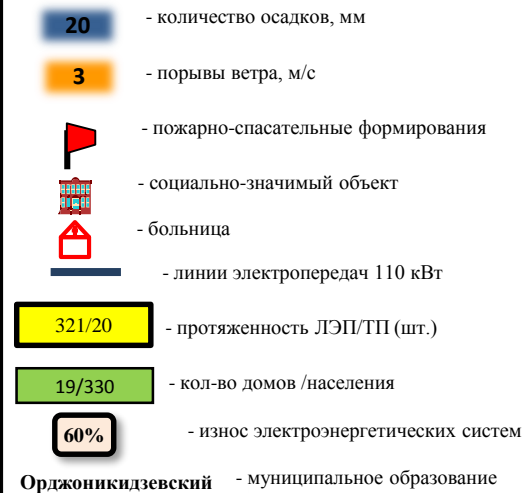 20 - количество осадков, мм
3 - порывы ветра, м/с
- пожарно-спасательные формирования
- социально-значимый объект
- больница
- линии электропередач 110 кВт
321/20 - протяженность ЛЭП/ТП (шт.)
19/330 - кол-во домов /населения
60% - износ электроэнергетических систем
Орджоникидзевский - муниципальное образование